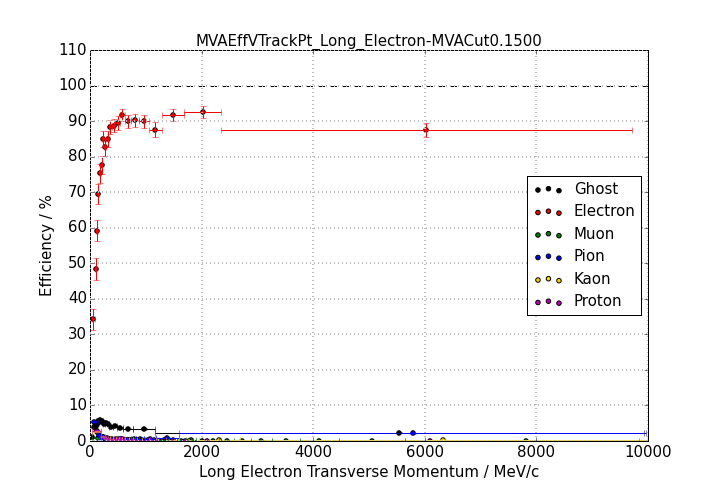 MVAEffVTrackPt_Long_Electron-MVACut0.1500
110
100
90
80
70
60
50
40
30
20
10
0
Efficiency / %
Ghost
Electron
Muon
Pion
Kaon
Proton
0 2000 4000 6000 8000 10000
Long Electron Transverse Momentum / MeV/c